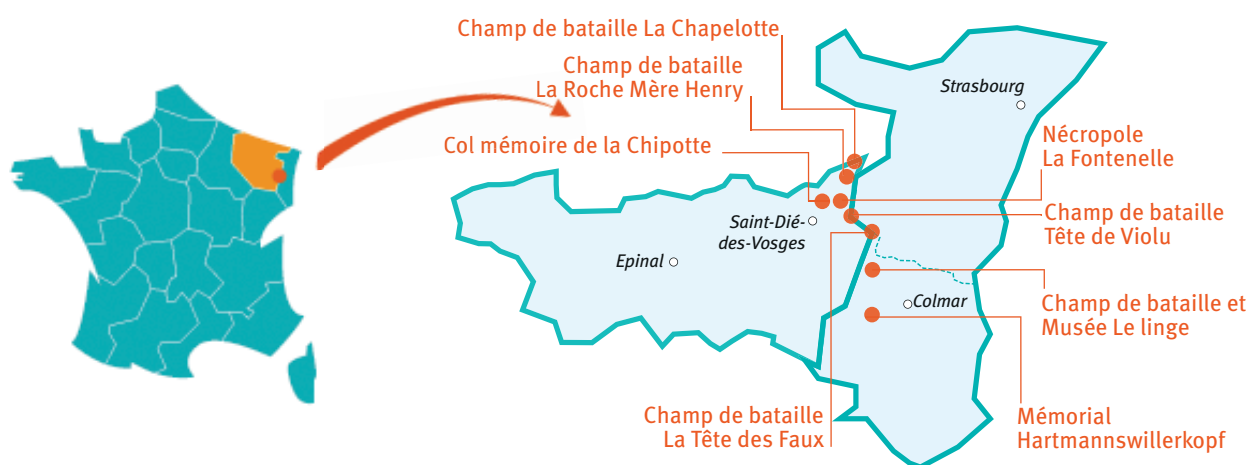 Champ de bataille La Chapelotte
Champ de bataille
La Roche Mère Henry
Col mémoire de la Chipotte
Strasbourg
Nécropole
La Fontenelle
Saint-Dié-
des-Vosges
Champ de bataille
Tête de Violu
Epinal
Colmar
Champ de bataille et
Musée Le linge
Champ de bataille
La Tête des Faux
Mémorial
Hartmannswillerkopf